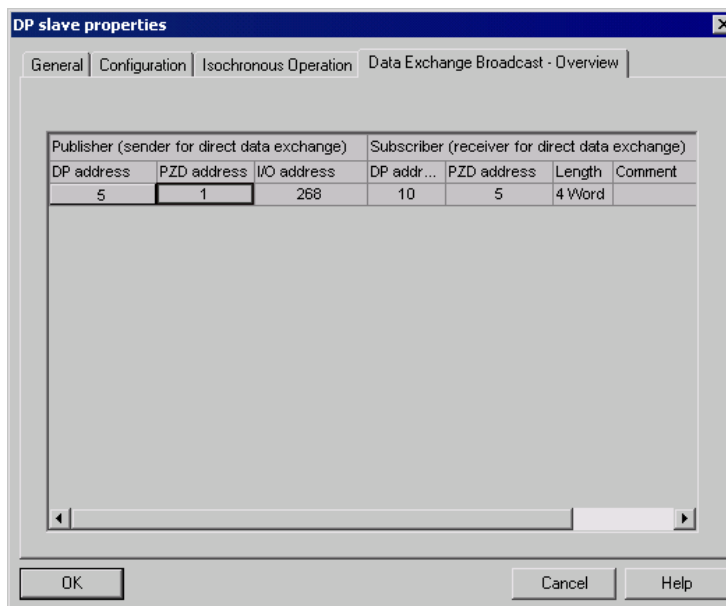 DP slave properties
General Configuration Isochronous Operation Data Exchange Broadcast - Overview
Publisher (sender for direct data exchange) Subscriber (receiver for direct data exchange)
DP address PZD address I/O address DP addr... PZD address Length Comment
5 1 268 10 5 4 Word
OK Cancel Help